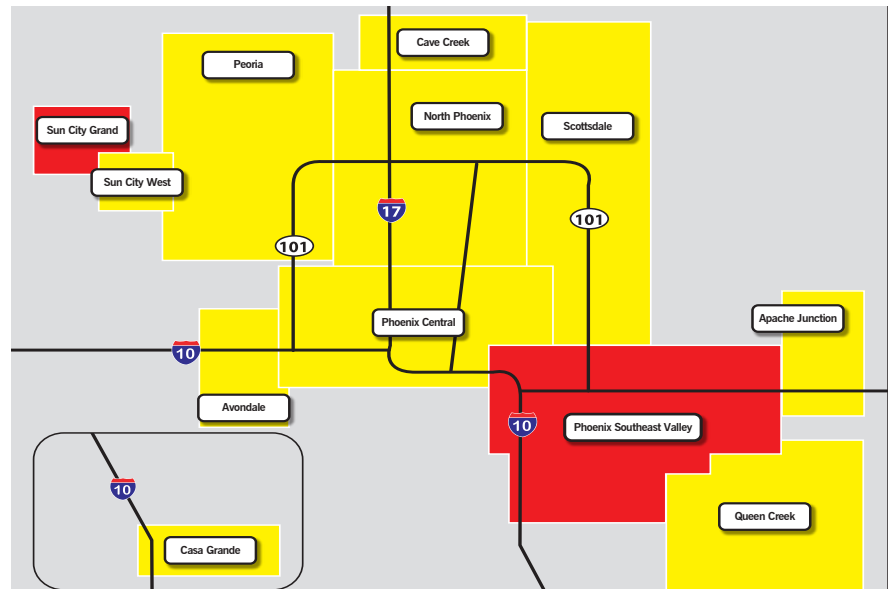 Cave Creek
Peoria
North Phoenix
Scottsdale
Sun City Grand
Sun City West
17
101
101
Phoenix Central
Apache Junction
10
Avondale
10
Phoenix Southeast Valley
10
Queen Creek
Casa Grande